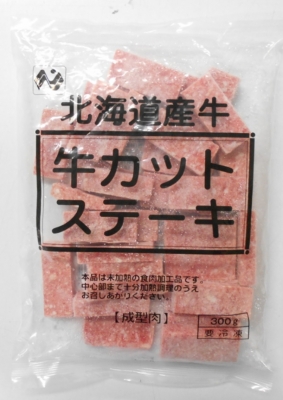 北海道産牛
牛カット
ステーキ
本品は未加熱の食肉加工品です。
中心部まで十分加熱調理のうえ
お召しあがりください。
【成型肉】
300g
要冷凍